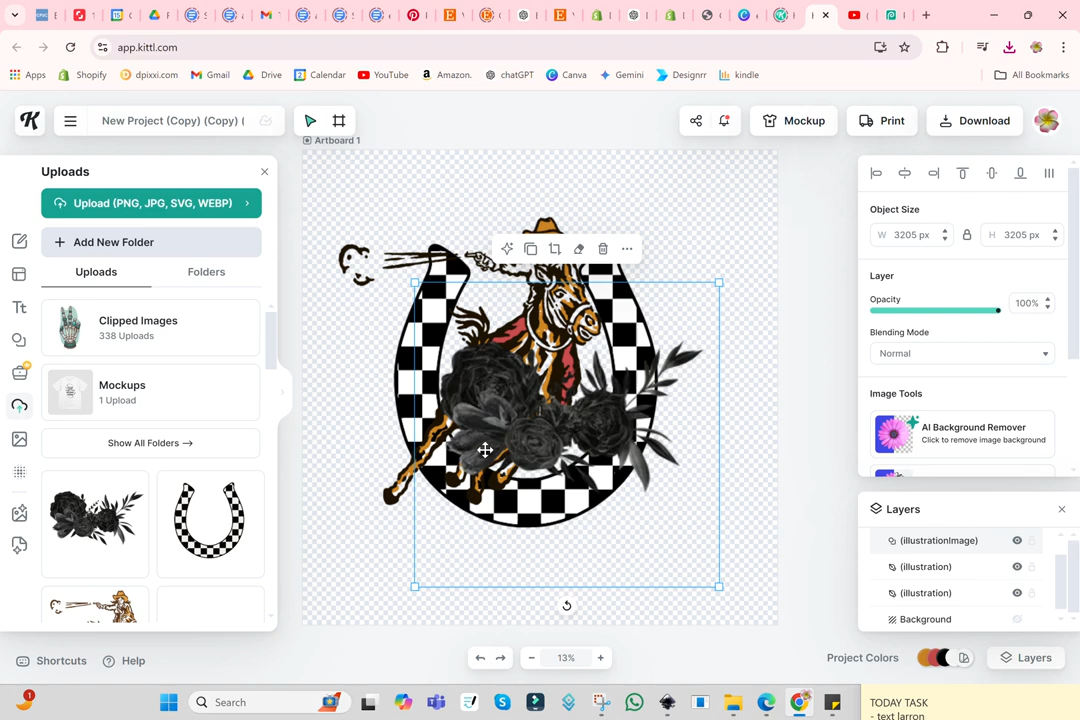 app.kittl.com
Apps
Shopify
dpixxi.com
Gmail
Drive
Calendar
YouTube
Amazon.
chatGPT
Canva
Gemini
Designrr
kindle
All Bookmarks
New Project (Copy) (Copy) (
Mockup
Print
Download
Artboard 1
Uploads
Upload (PNG, JPG, SVG, WEBP)
Add New Folder
Uploads
Folders
Clipped Images
338 Uploads
Mockups
1 Upload
Show All Folders →
Object Size
W 3205 px
H 3205 px
Layer
Opacity
100%
Blending Mode
Normal
Image Tools
AI Background Remover
Click to remove image background
Layers
(illustrationImage)
(illustration)
(illustration)
Background
Shortcuts
Help
13%
Project Colors
Layers
1
Search
TODAY TASK
- text larron